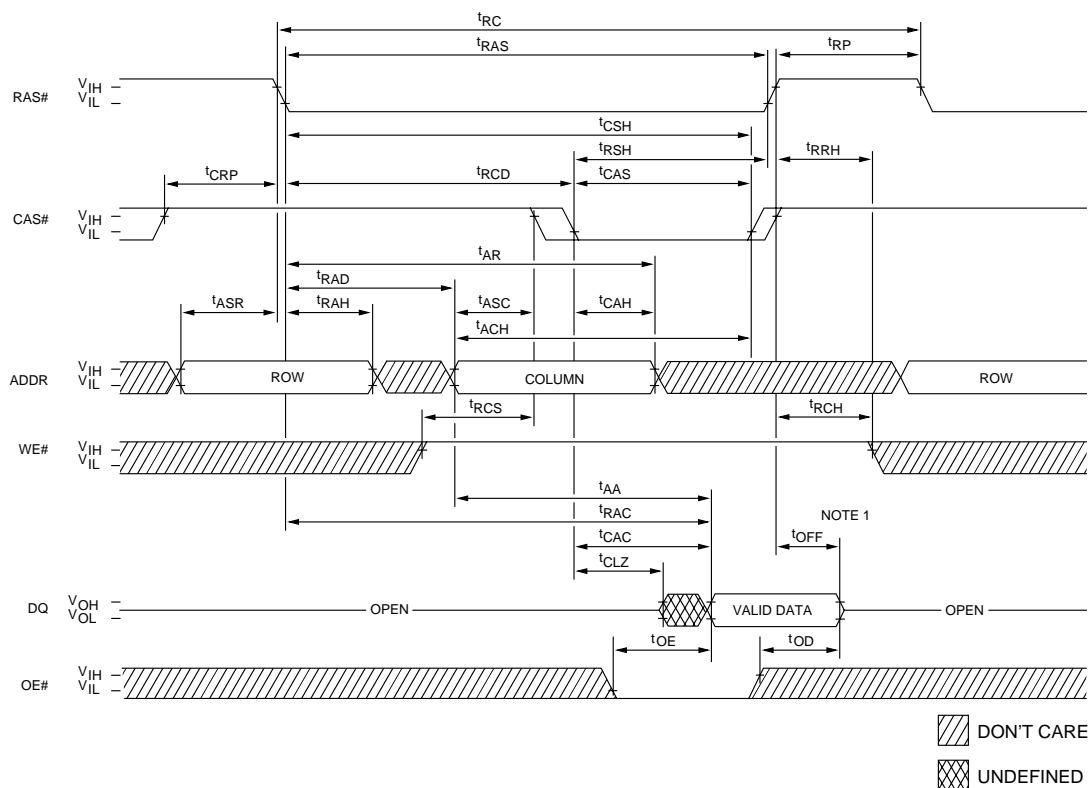 tRC
tRAS
tRP
RAS#
VIH
VIL
tCSH
tRSH
tRRH
tCRP
tRCD
tCAS
CAS#
VIH
VIL
tAR
tRAD
tASR
tRAH
tASC
tCAH
tACH
ADDR
VIH
VIL
ROW
COLUMN
ROW
tRCS
tRCH
WE#
VIH
VIL
tAA
tRAC
NOTE 1
tCAC
tOFF
tCLZ
DQ
VOH
VOL
OPEN
VALID DATA
OPEN
tOE
tOD
OE#
VIH
VIL
DON'T CARE
UNDEFINED